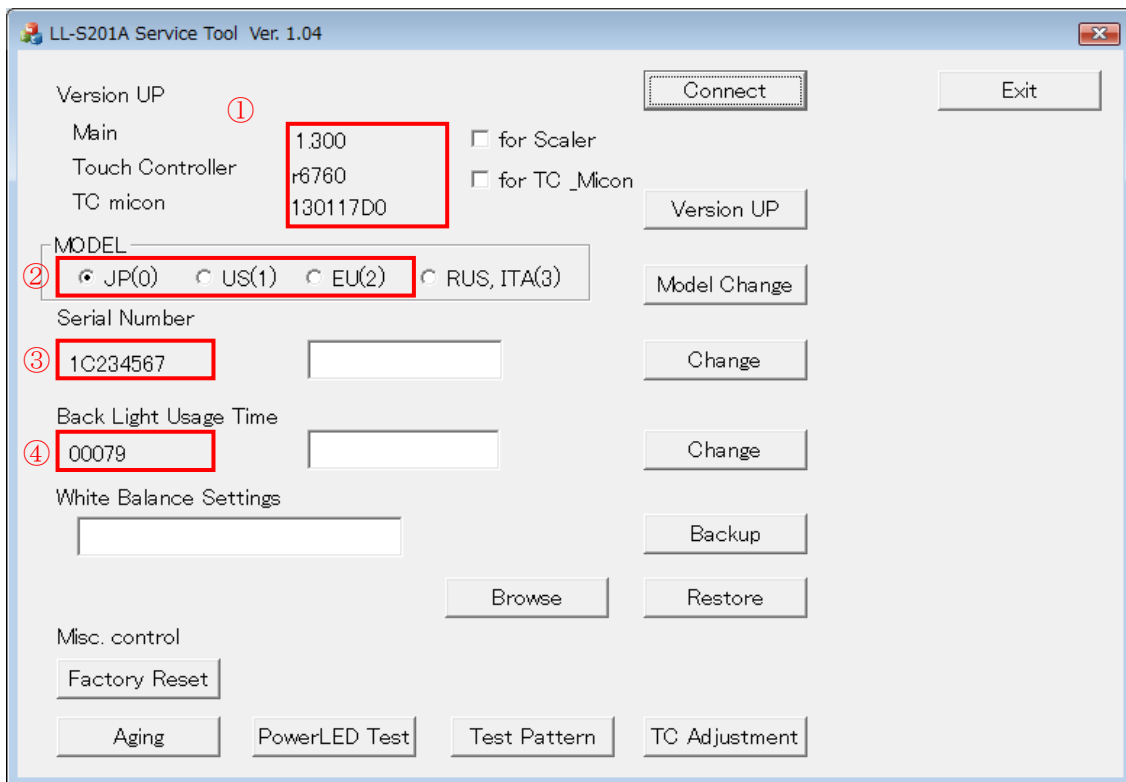 LL-S201A Service Tool Ver. 1.04
Version UP
①
Connect
Exit
Main
1.300
for Scaler
Touch Controller
r6760
for TC _Micon
TC micon
130117D0
Version UP
MODEL
②
JP(0) US(1) EU(2) RUS, ITA(3)
Model Change
Serial Number
③
1C234567
Change
Back Light Usage Time
④
00079
Change
White Balance Settings
Backup
Browse
Restore
Misc. control
Factory Reset
Aging
PowerLED Test
Test Pattern
TC Adjustment